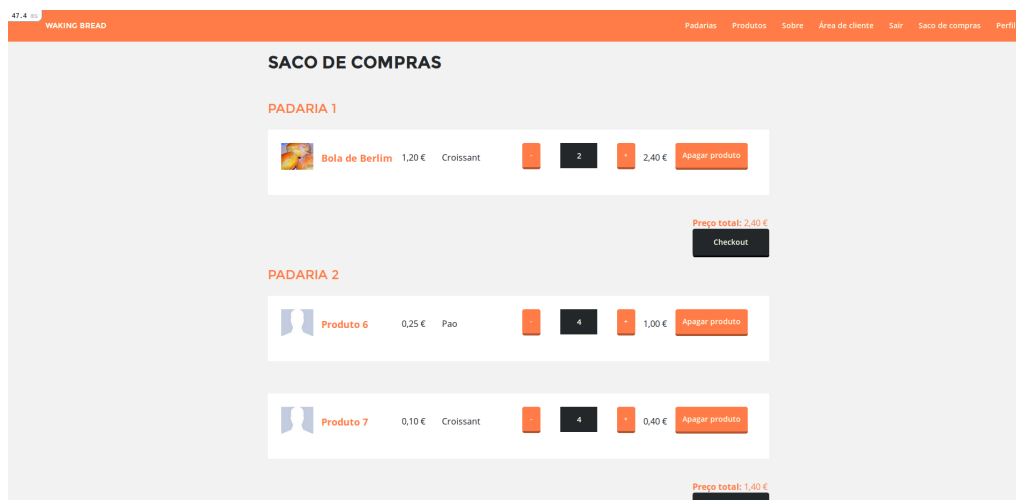 47.4 ms
WAKING BREAD Padarias Produtos Sobre Área de cliente Sair Saco de compras Perfil
SACO DE COMPRAS
PADARIA 1
Bola de Berlim 1,20 € Croissant - 2 + 2,40 € Apagar produto
Preço total: 2,40 €
Checkout
PADARIA 2
Produto 6 0,25 € Pao - 4 + 1,00 € Apagar produto
Produto 7 0,10 € Croissant - 4 + 0,40 € Apagar produto
Preço total: 1,40 €